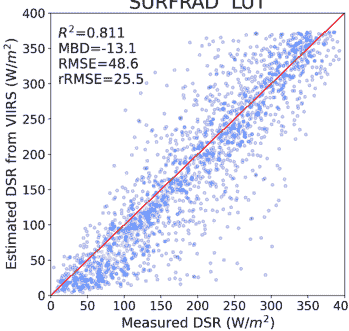 SURFRAD LUT
R²=0.811
MBD=-13.1
RMSE=48.6
rRMSE=25.5
Estimated DSR from VIIRS (W/m²)
400
350
300
250
200
150
100
50
0
0 50 100 150 200 250 300 350 40
Measured DSR (W/m²)